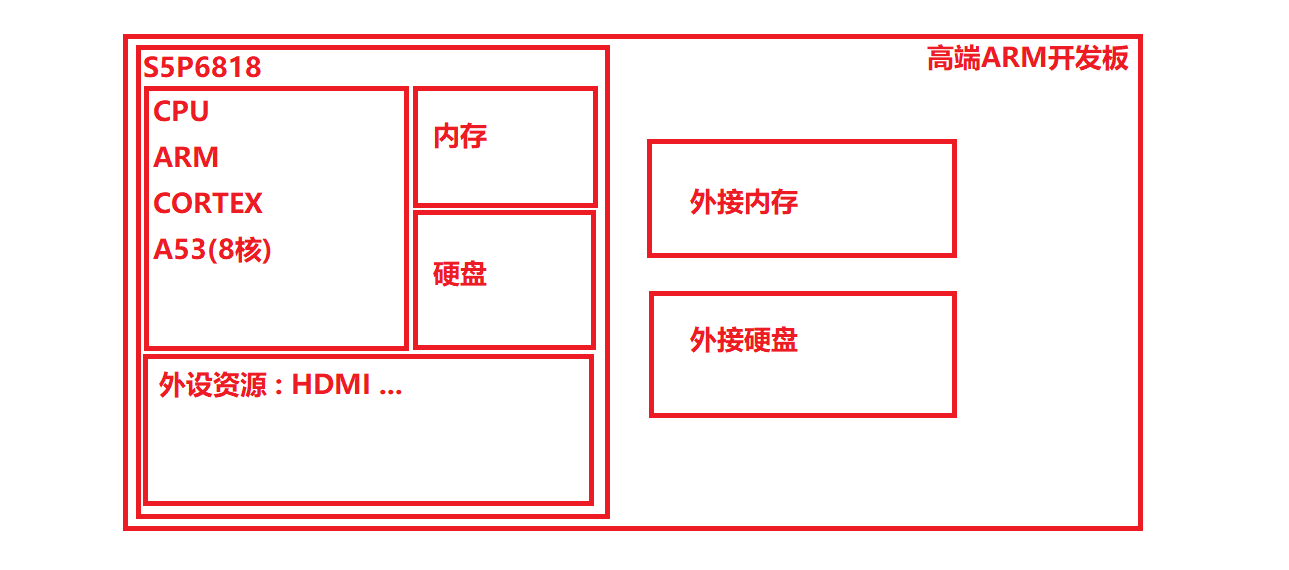 高端ARM开发板
S5P6818
CPU
ARM
CORTEX
A53(8核)
内存
硬盘
外设资源 : HDMI ...
外接内存
外接硬盘